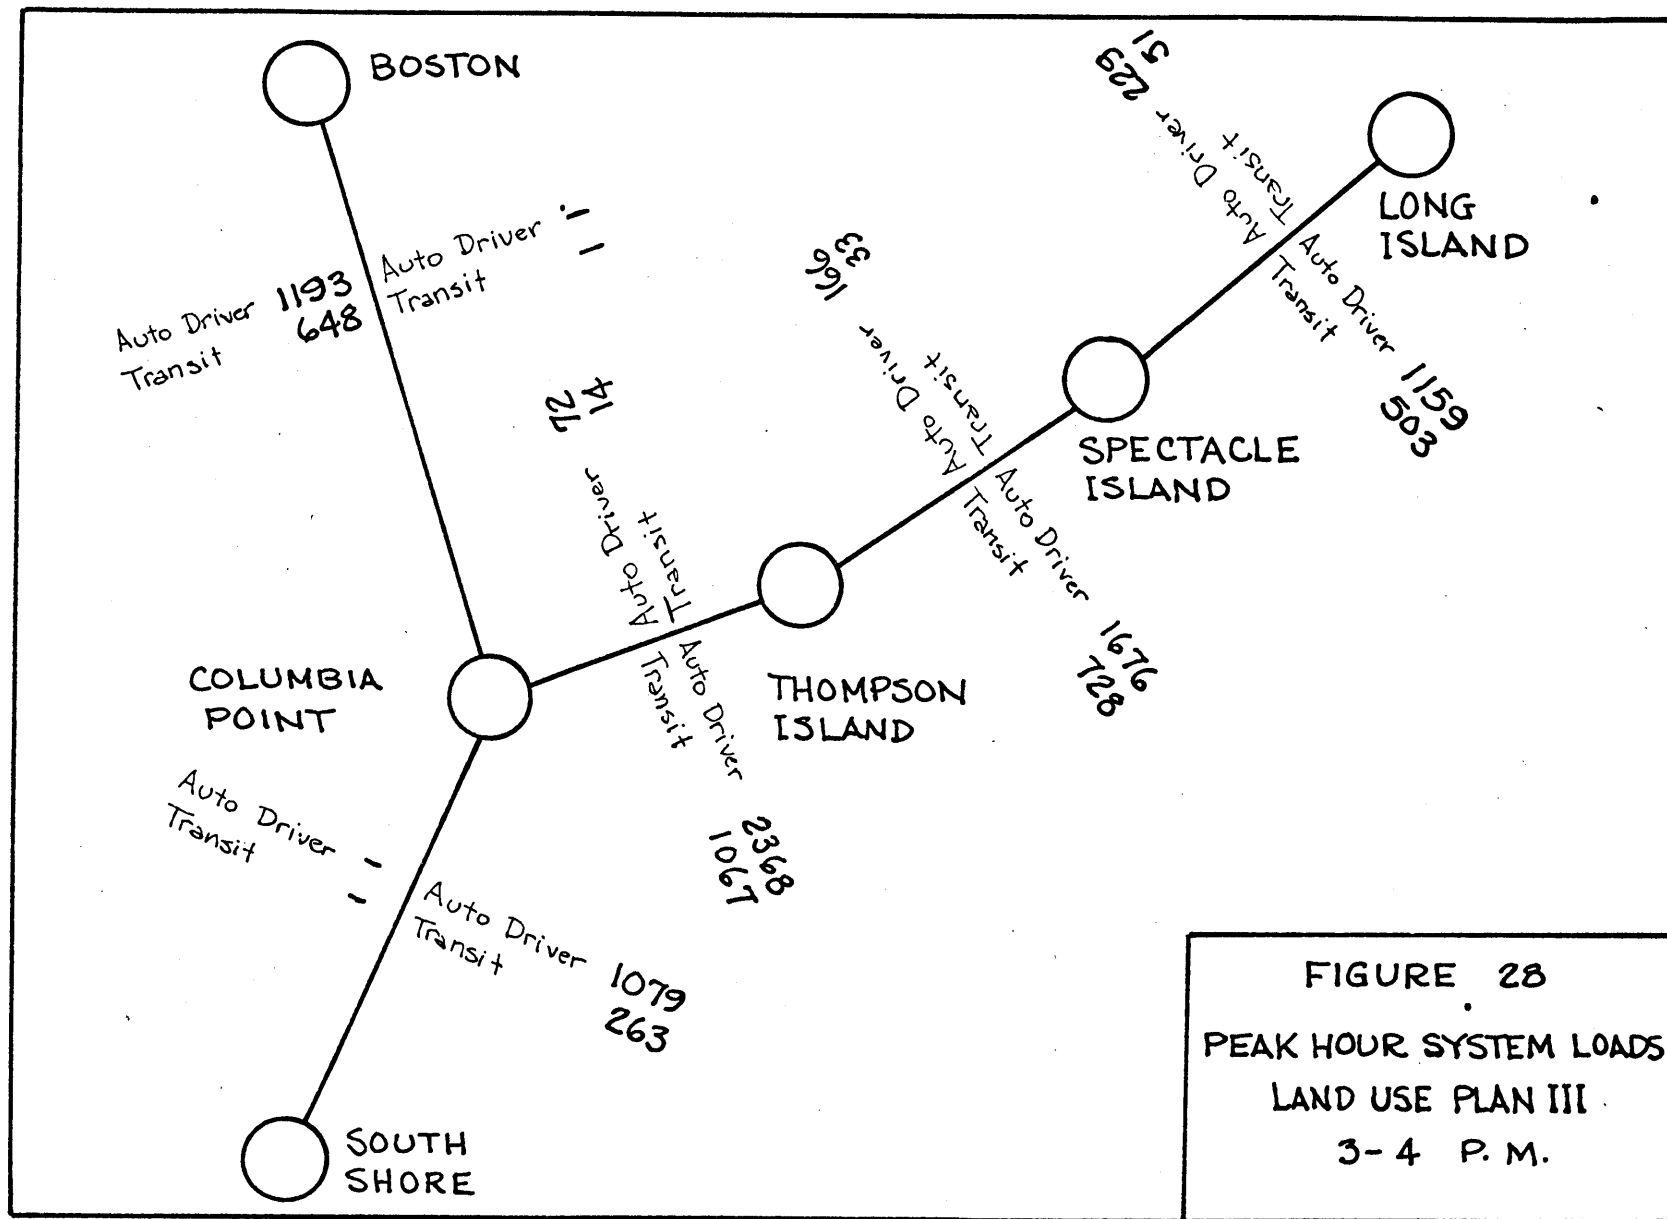 BOSTON
Auto Driver 1193
Transit 648
Auto Driver -
Transit -
Auto Driver 72
Transit 14
Auto Driver 2368
Transit 1067
Auto Driver 166
Transit 33
Auto Driver 1676
Transit 728
Auto Driver 229
Transit 51
Auto Driver 1159
Transit 503
LONG
ISLAND
SPECTACLE
ISLAND
THOMPSON
ISLAND
COLUMBIA
POINT
Auto Driver -
Transit -
Auto Driver 1079
Transit 263
SOUTH
SHORE
FIGURE 28
PEAK HOUR SYSTEM LOADS
LAND USE PLAN III
3-4 P.M.